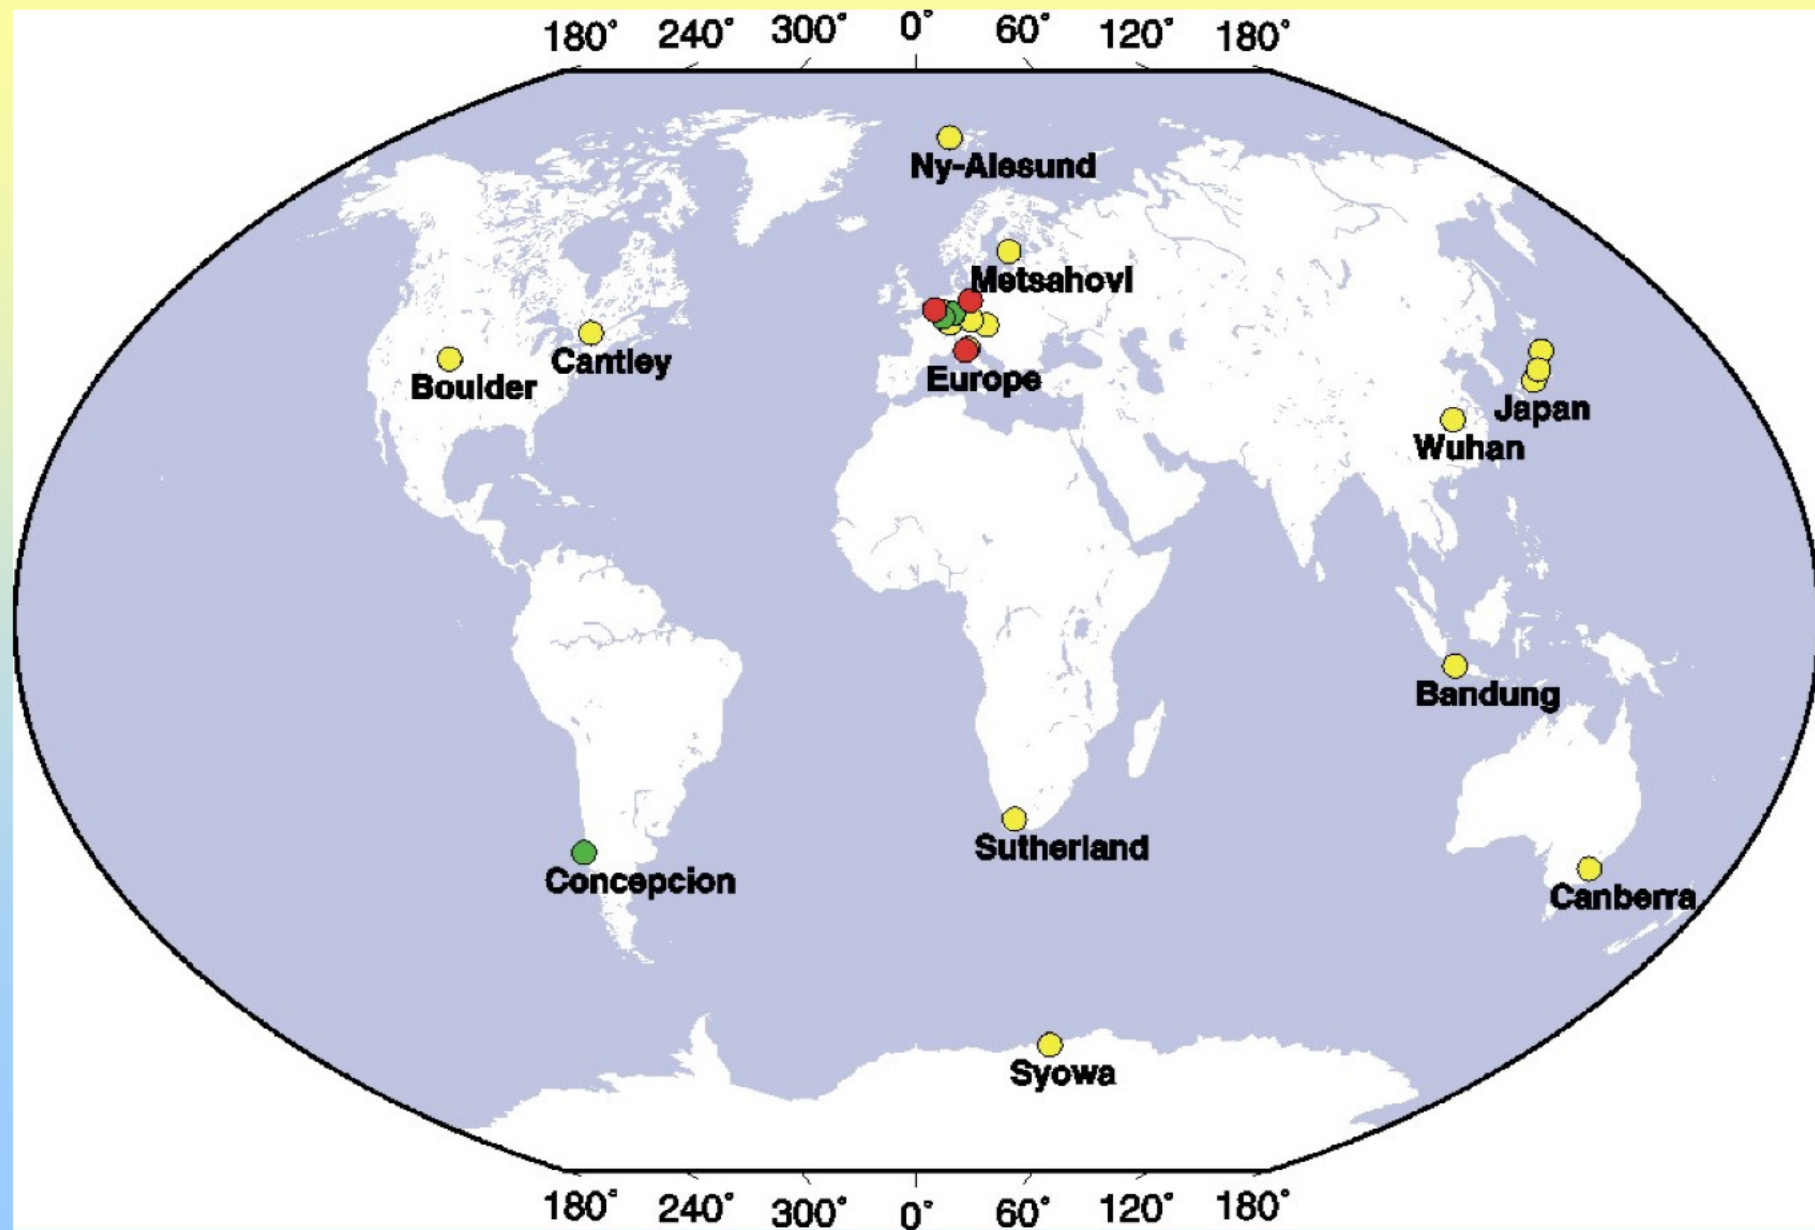 180° 240° 300° 0° 60° 120° 180°
Ny-Alesund
Metsahovi
Cantley
Boulder
Europe
Japan
Wuhan
Bandung
Sutherland
Concepcion
Canberra
Syowa
180° 240° 300° 0° 60° 120° 180°